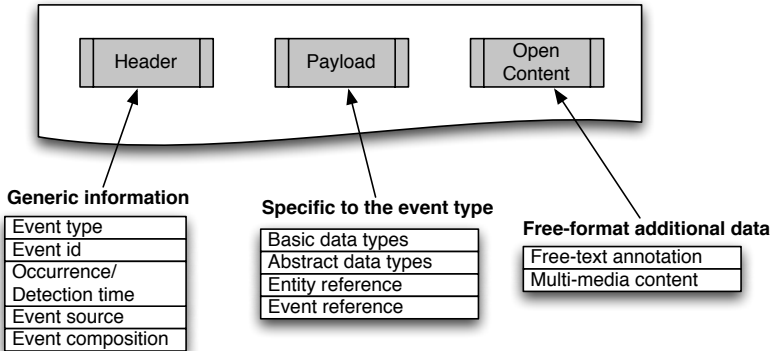 Header
Payload
Open
Content
Generic information
Event type
Event id
Occurrence/
Detection time
Event source
Event composition
Specific to the event type
Basic data types
Abstract data types
Entity reference
Event reference
Free-format additional data
Free-text annotation
Multi-media content